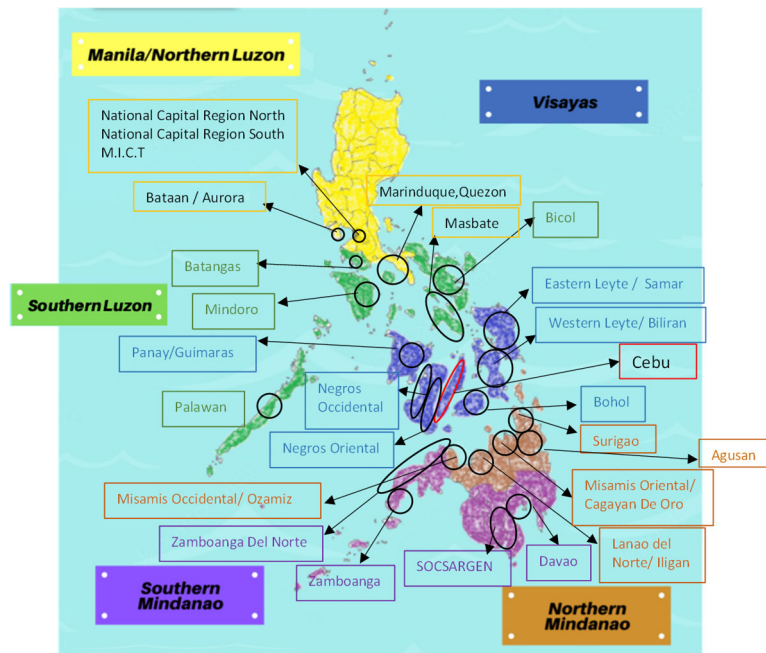 Manila/Northern Luzon
Visayas
National Capital Region North
National Capital Region South
M.I.C.T
Bataan / Aurora
Marinduque,Quezon
Masbate
Bicol
Batangas
Southern Luzon
Mindoro
Eastern Leyte / Samar
Western Leyte/ Biliran
Panay/Guimaras
Cebu
Negros
Occidental
Palawan
Bohol
Negros Oriental
Surigao
Agusan
Misamis Occidental/ Ozamiz
Misamis Oriental/
Cagayan De Oro
Zamboanga Del Norte
Lanao del
Norte/ Iligan
SOCSARGEN
Davao
Zamboanga
Southern
Mindanao
Northern
Mindanao